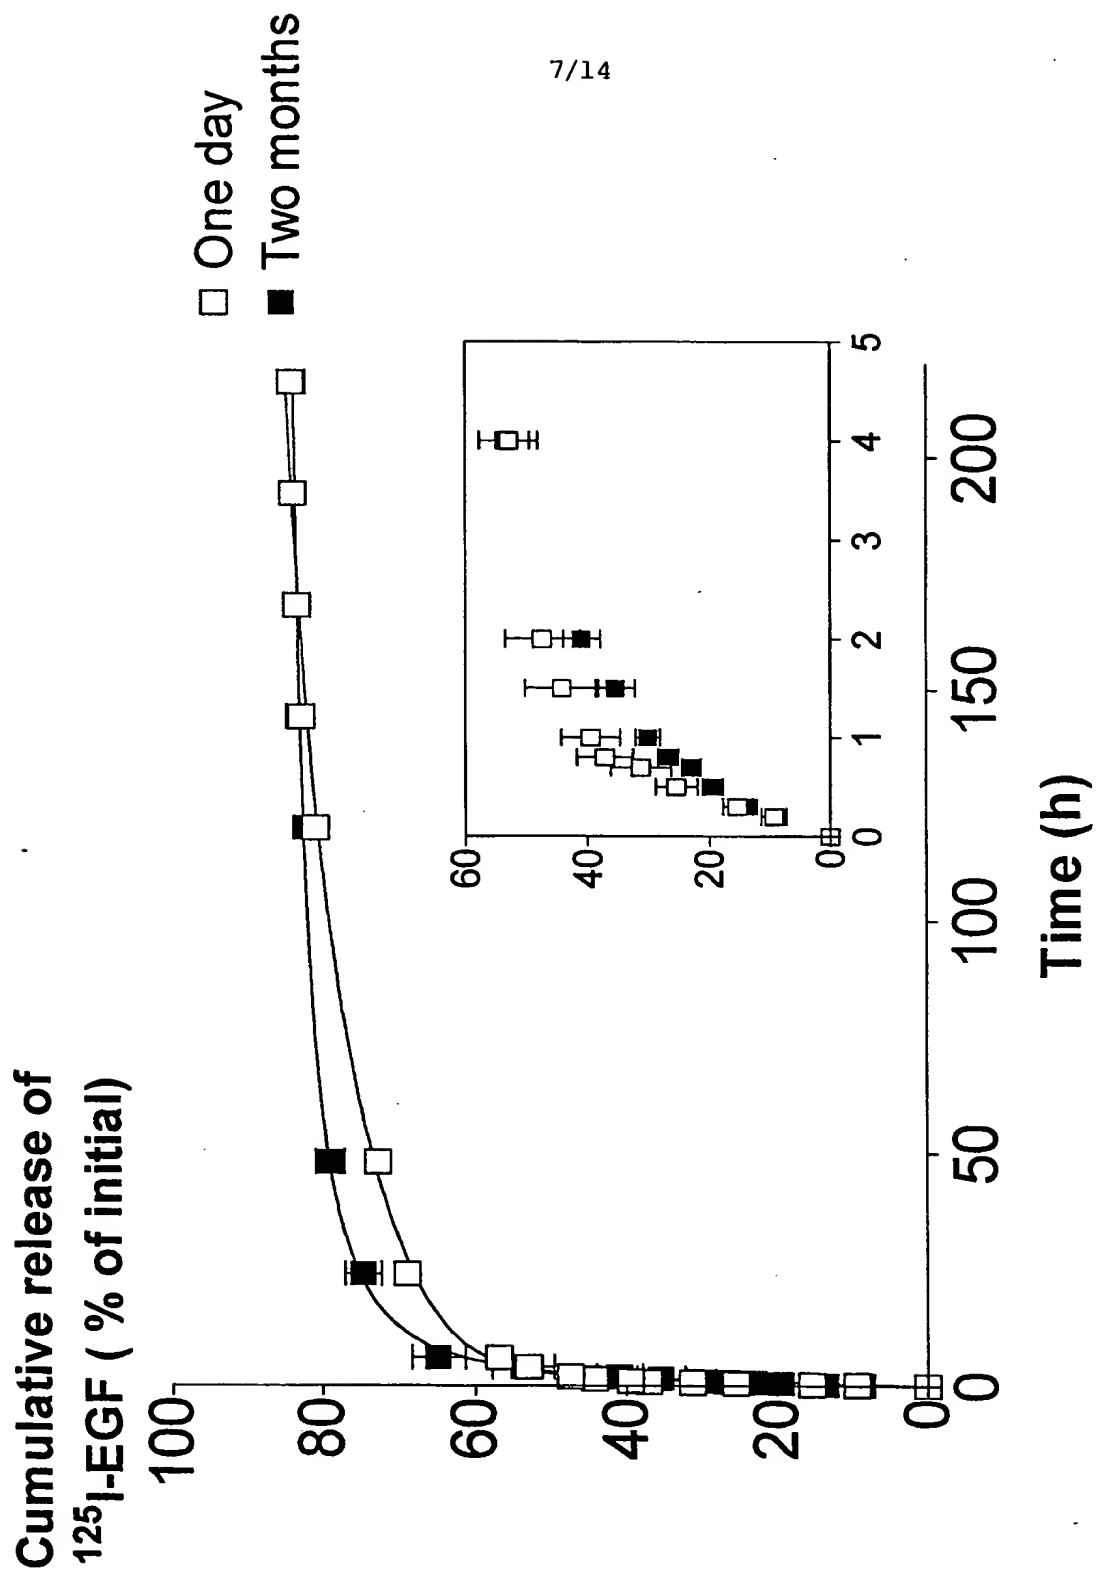 7/14
Cumulative release of
125I-EGF ( % of initial)
One day
Two months
100
80
60
40
20
0
60
40
20
0
0 1 2 3 4 5
0 50 100 150 200
Time (h)